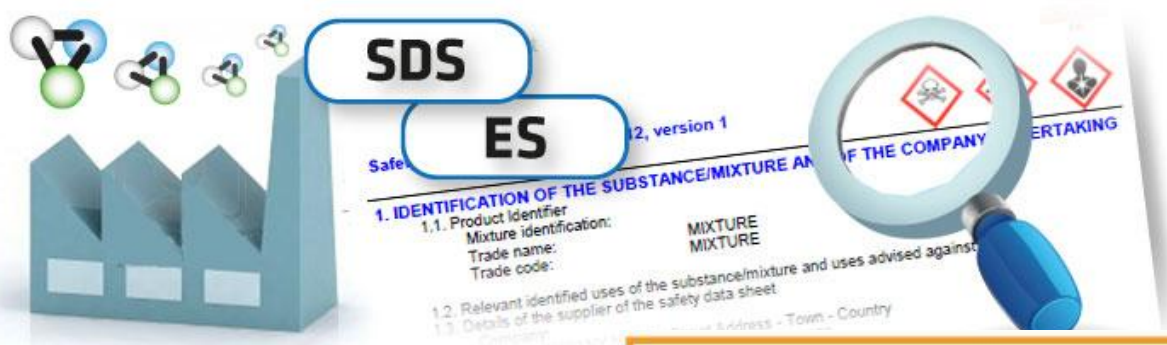 SDS
ES
Safe
12, version 1
1. IDENTIFICATION OF THE SUBSTANCE/MIXTURE AN OF THE COMPANY ERTAKING
1.1. Product Identifier
Mixture identification: MIXTURE
Trade name: MIXTURE
Trade code:
1.2. Relevant identified uses of the substance/mixture and uses advised against
1.3. Details of the supplier of the safety data sheet
Company:
Address - Town - Country